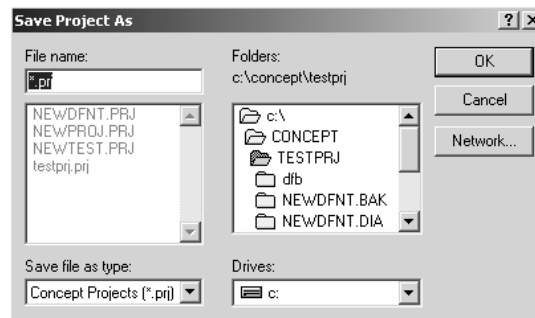 Save Project As
File name:
*.prj
NEWDFNT.PRJ
NEWPROJ.PRJ
NEWTEST.PRJ
testprj.prj
Save file as type:
Concept Projects (*.prj)
Folders:
c:\concept\testprj
c:\
CONCEPT
TESTPRJ
dfb
NEWDFNT.BAK
NEWDFNT.DIA
Drives:
c:
OK
Cancel
Network...